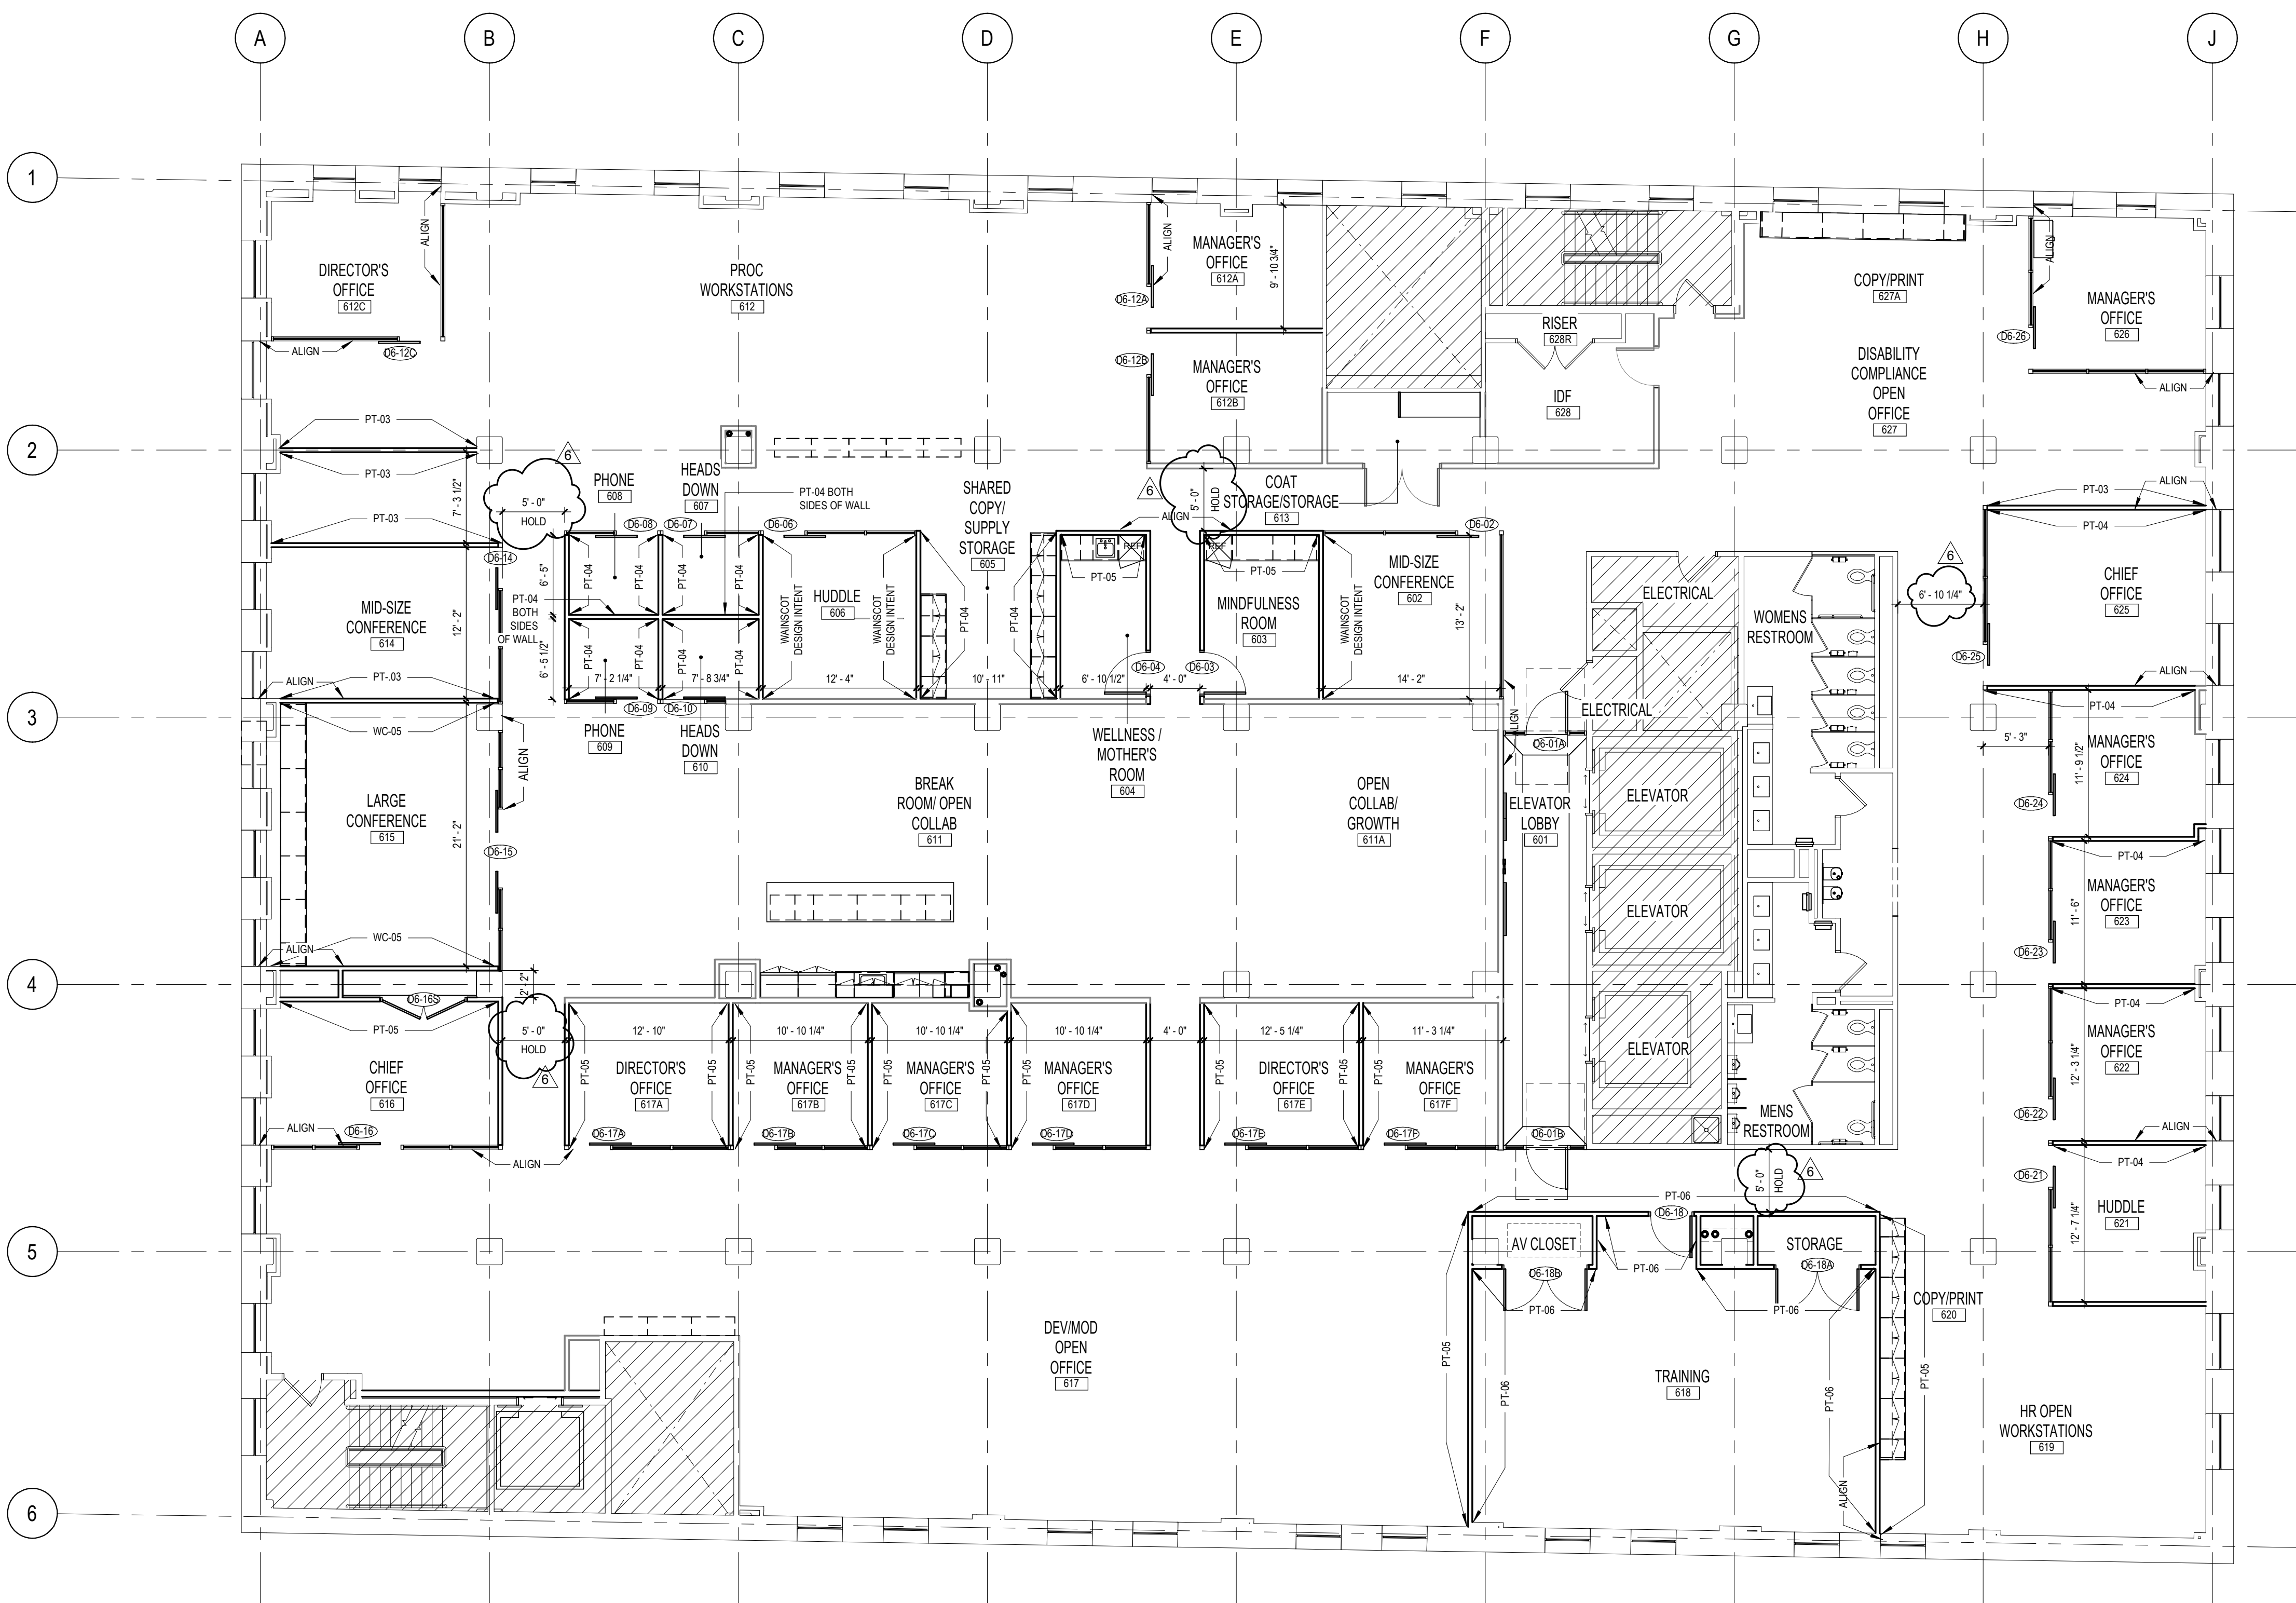 A
B
C
D
E
F
G
H
J
1
2
3
4
5
6
ALIGN
DIRECTOR'S
OFFICE
612C
ALIGN
D6-12C
PROC
WORKSTATIONS
612
ALIGN
MANAGER'S
OFFICE
612A
9' - 10 3/4"
D6-12A
D6-12B
MANAGER'S
OFFICE
612B
RISER
628R
IDF
628
COPY/PRINT
627A
DISABILITY
COMPLIANCE
OPEN
OFFICE
627
ALIGN
MANAGER'S
OFFICE
626
D6-26
ALIGN
PT-03
PT-03
7' - 3 1/2"
PT-03
6
5' - 0"
HOLD
PHONE
608
HEADS
DOWN
607
PT-04 BOTH
SIDES OF WALL
SHARED
COPY/
SUPPLY
STORAGE
605
6
5' - 0"
HOLD
ALIGN
COAT
STORAGE/STORAGE
613
D6-14
D6-08
D6-07
D6-06
D6-02
MID-SIZE
CONFERENCE
614
12' - 2"
6' - 5"
PT-04
BOTH
SIDES
OF WALL
6' - 5 1/2"
PT-04
PT-04
PT-04
PT-04
PT-04
PT-04
PT-04
PT-04
7' - 2 1/4"
7' - 8 3/4"
WAINSCOT
DESIGN INTENT
HUDDLE
606
WAINSCOT
DESIGN INTENT
12' - 4"
PT-04
PT-04
10' - 11"
REF
PT-05
6' - 10 1/2"
D6-04
4' - 0"
D6-03
REF
PT-05
MINDFULNESS
ROOM
603
WAINSCOT
DESIGN INTENT
MID-SIZE
CONFERENCE
602
13' - 2"
14' - 2"
ALIGN
PT-.03
D6-09
D6-10
PHONE
609
HEADS
DOWN
610
WC-05
ALIGN
LARGE
CONFERENCE
615
21' - 2"
D6-15
WC-05
ALIGN
BREAK
ROOM/ OPEN
COLLAB
611
WELLNESS /
MOTHER'S
ROOM
604
OPEN
COLLAB/
GROWTH
611A
ALIGN
D6-01A
ELEVATOR
LOBBY
601
D6-01B
ELECTRICAL
ELECTRICAL
ELEVATOR
ELEVATOR
ELEVATOR
WOMENS
RESTROOM
MENS
RESTROOM
6
6' - 10 1/4"
PT-03
ALIGN
PT-04
CHIEF
OFFICE
625
D6-25
ALIGN
PT-04
5' - 3"
MANAGER'S
OFFICE
624
11' - 9 1/2"
D6-24
PT-04
MANAGER'S
OFFICE
623
11' - 6"
D6-23
PT-04
MANAGER'S
OFFICE
622
12' - 3 1/4"
D6-22
ALIGN
PT-04
D6-21
HUDDLE
621
12' - 7 1/4"
D6-16S
PT-05
2' - 2"
5' - 0"
HOLD
6
CHIEF
OFFICE
616
ALIGN
D6-16
ALIGN
12' - 10"
10' - 10 1/4"
10' - 10 1/4"
10' - 10 1/4"
4' - 0"
12' - 5 1/4"
11' - 3 1/4"
PT-05
DIRECTOR'S
OFFICE
617A
PT-05
PT-05
MANAGER'S
OFFICE
617B
PT-05
PT-05
MANAGER'S
OFFICE
617C
PT-05
MANAGER'S
OFFICE
617D
PT-05
DIRECTOR'S
OFFICE
617E
PT-05
PT-05
MANAGER'S
OFFICE
617F
D6-17A
D6-17B
D6-17C
D6-17D
D6-17E
D6-17F
5' - 0"
HOLD
6
PT-06
D6-18
AV CLOSET
STORAGE
D6-18B
PT-06
D6-18A
PT-06
PT-06
COPY/PRINT
620
PT-05
PT-06
TRAINING
618
PT-06
PT-05
ALIGN
DEV/MOD
OPEN
OFFICE
617
HR OPEN
WORKSTATIONS
619